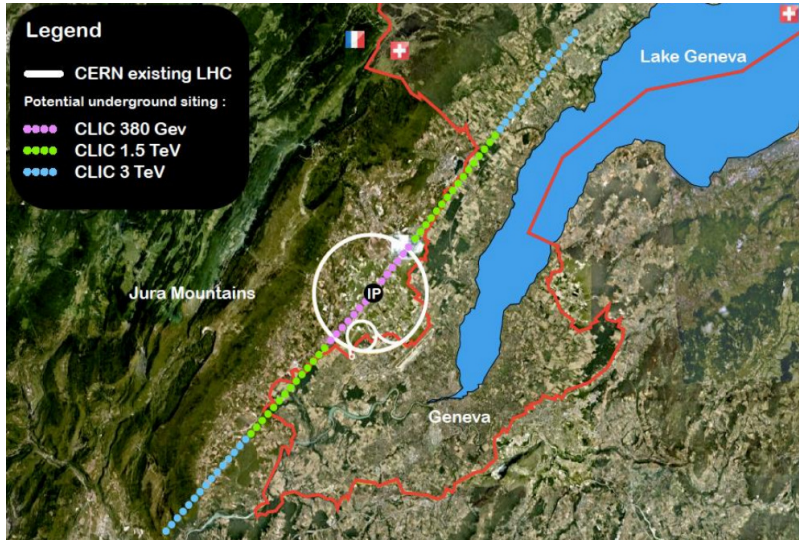 Legend
CERN existing LHC
Potential underground siting :
CLIC 380 Gev
CLIC 1.5 TeV
CLIC 3 TeV
Lake Geneva
Jura Mountains
IP
Geneva